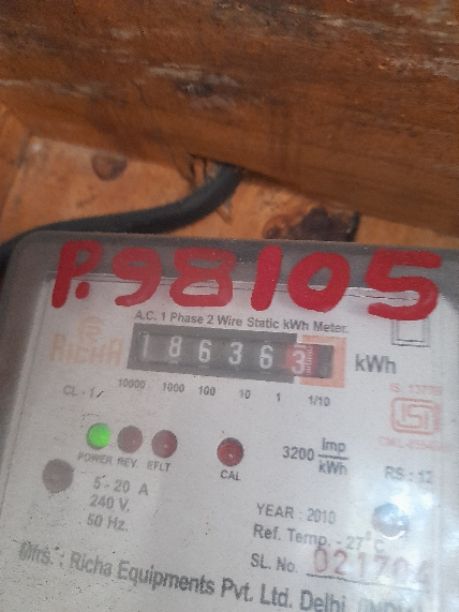 P.98105
A.C. 1 Phase 2 Wire Static kWh Meter.
RICHA
186363
kWh
10000 1000 100 10 1 1/10
CL - 1
POWER REV. EFLT
CAL
3200 Imp/kWh
RS : 12
5 - 20 A
240 V,
50 Hz.
YEAR : 2010
Ref. Temp. - 27°C
SL. No.
Mfrs. : Richa Equipments Pvt. Ltd. Delhi